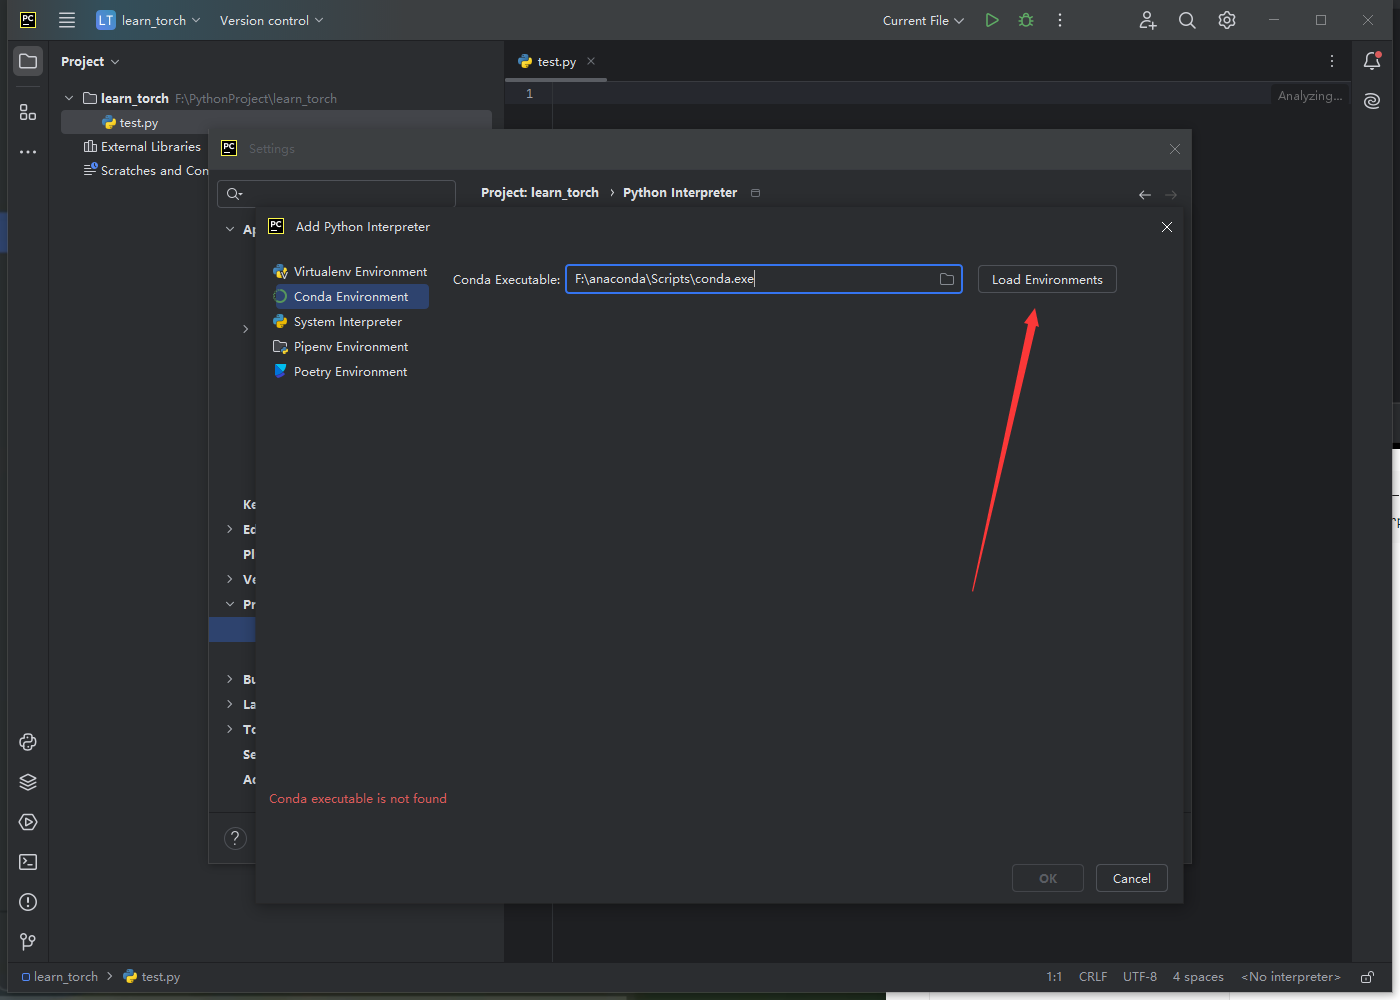 PC LT learn_torch Version control Current File
Project
test.py
learn_torch F:\PythonProject\learn_torch
1
Analyzing...
test.py
External Libraries
Scratches and Con
PC Settings
Project: learn_torch › Python Interpreter
Ap
PC Add Python Interpreter
Virtualenv Environment
Conda Executable: F:\anaconda\Scripts\conda.exe Load Environments
Conda Environment
System Interpreter
Pipenv Environment
Poetry Environment
Ke
Ed
Pl
Ve
Pr
Bu
La
To
Se
Ad
Conda executable is not found
?
OK Cancel
learn_torch > test.py 1:1 CRLF UTF-8 4 spaces <No interpreter>